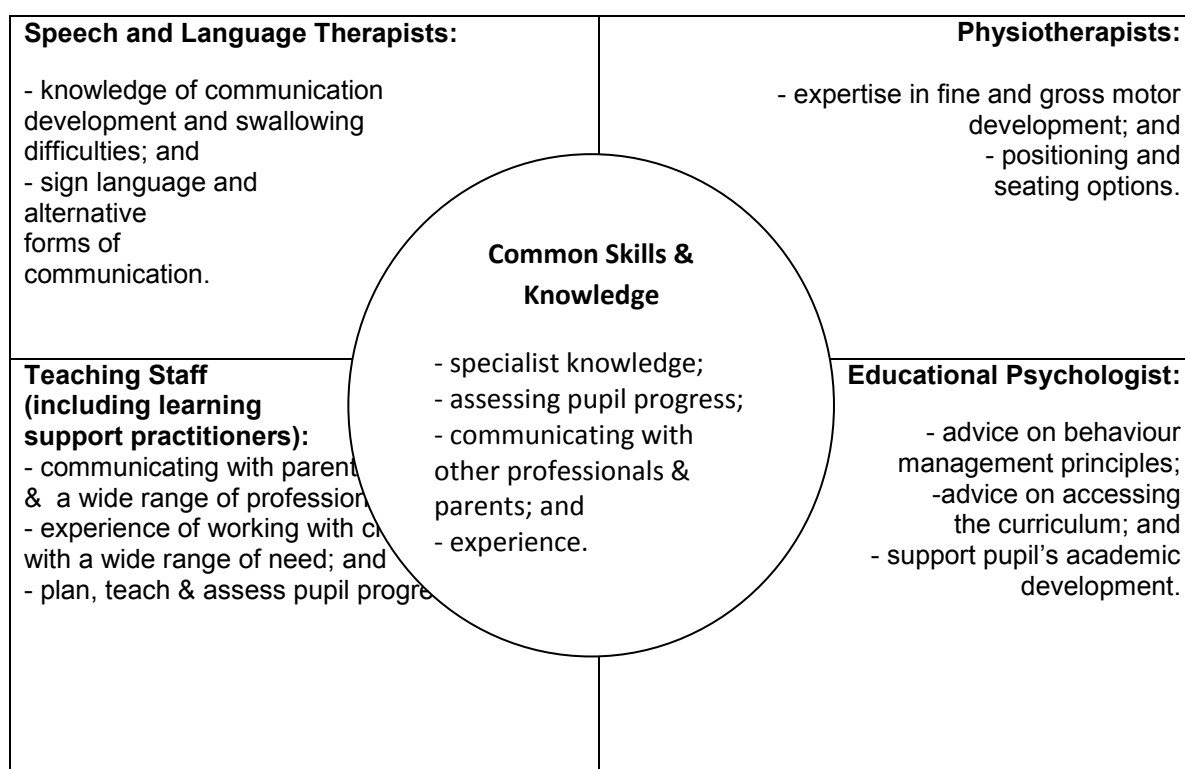 Speech and Language Therapists:
- knowledge of communication
development and swallowing
difficulties; and
- sign language and
alternative
forms of
communication.
Physiotherapists:
- expertise in fine and gross motor
development; and
- positioning and
seating options.
Common Skills &
Knowledge
- specialist knowledge;
- assessing pupil progress;
- communicating with
other professionals &
parents; and
- experience.
Teaching Staff
(including learning
support practitioners):
- communicating with
& a wide range of
- experience of working with
with a wide range of need; and
- plan, teach & assess pupil
Educational Psychologist:
- advice on behaviour
management principles;
-advice on accessing
the curriculum; and
- support pupil’s academic
development.